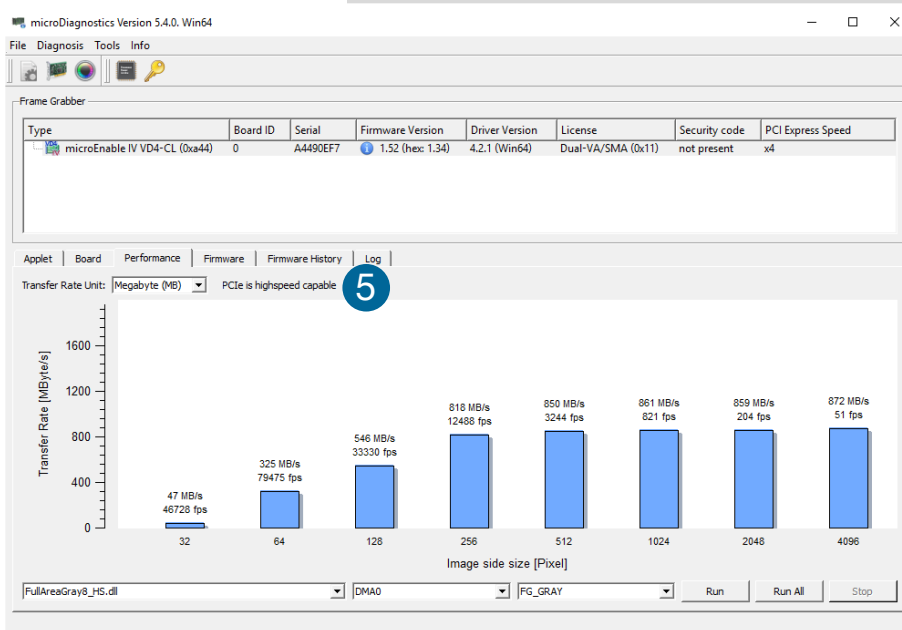 microDiagnostics Version 5.4.0. Win64
File Diagnosis Tools Info
Frame Grabber
Type Board ID Serial Firmware Version Driver Version License Security code PCI Express Speed
VD4 microEnable IV VD4-CL (0xa44) 0 A4490EF7 1.52 (hex: 1.34) 4.2.1 (Win64) Dual-VA/SMA (0x11) not present x4
Applet Board Performance Firmware Firmware History Log
Transfer Rate Unit: Megabyte (MB) PCIe is highspeed capable 5
Transfer Rate [MByte/s]
1600
1200
800
400
0
47 MB/s
46728 fps
325 MB/s
79475 fps
546 MB/s
33330 fps
818 MB/s
12488 fps
850 MB/s
3244 fps
861 MB/s
821 fps
859 MB/s
204 fps
872 MB/s
51 fps
32 64 128 256 512 1024 2048 4096
Image side size [Pixel]
FullAreaGray8_HS.dll DMA0 FG_GRAY Run Run All Stop